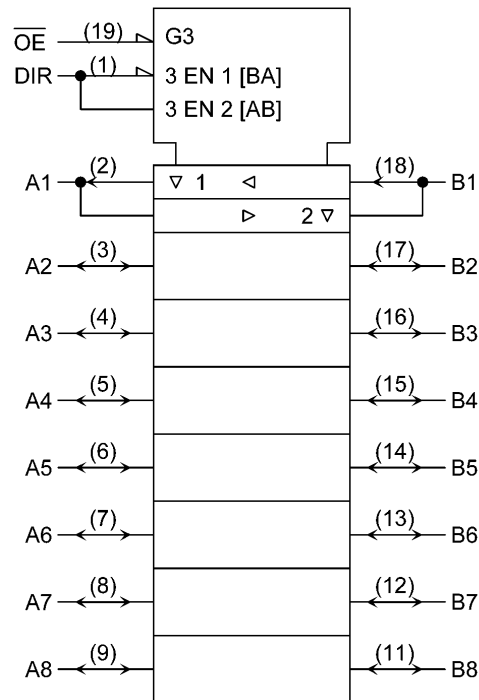 O̅E̅ (19) G3
DIR (1) 3 EN 1 [BA]
3 EN 2 [AB]
A1 (2) ▽ 1 ◁ (18) B1
▷ 2 ▽
A2 (3) (17) B2
A3 (4) (16) B3
A4 (5) (15) B4
A5 (6) (14) B5
A6 (7) (13) B6
A7 (8) (12) B7
A8 (9) (11) B8